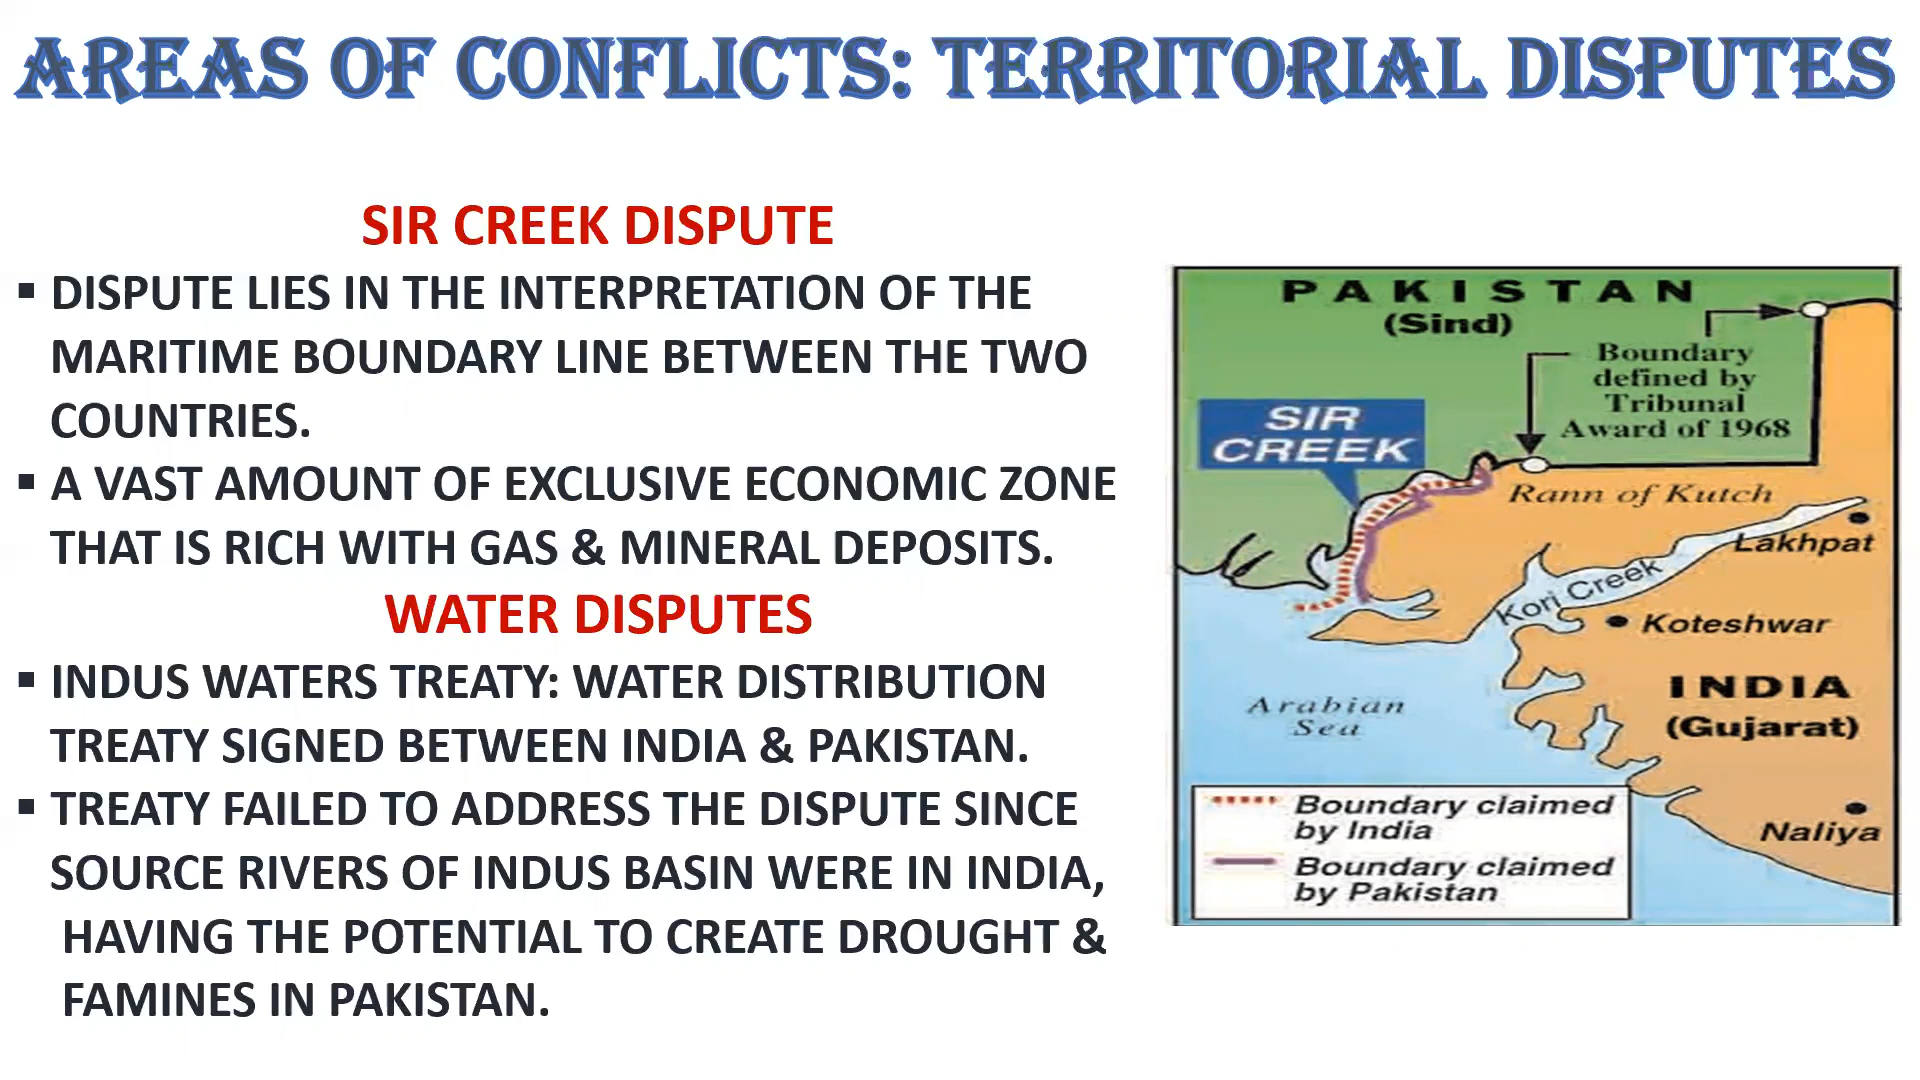 AREAS OF CONFLICTS: TERRITORIAL DISPUTES
SIR CREEK DISPUTE
▪ DISPUTE LIES IN THE INTERPRETATION OF THE
MARITIME BOUNDARY LINE BETWEEN THE TWO
COUNTRIES.
▪ A VAST AMOUNT OF EXCLUSIVE ECONOMIC ZONE
THAT IS RICH WITH GAS & MINERAL DEPOSITS.
WATER DISPUTES
▪ INDUS WATERS TREATY: WATER DISTRIBUTION
TREATY SIGNED BETWEEN INDIA & PAKISTAN.
▪ TREATY FAILED TO ADDRESS THE DISPUTE SINCE
SOURCE RIVERS OF INDUS BASIN WERE IN INDIA,
HAVING THE POTENTIAL TO CREATE DROUGHT &
FAMINES IN PAKISTAN.
PAKISTAN
(Sind)
Boundary
defined by
Tribunal
Award of 1968
SIR
CREEK
Rann of Kutch
Lakhpat
Kori Creek
Koteshwar
INDIA
(Gujarat)
Arabian
Sea
Naliya
Boundary claimed
by India
Boundary claimed
by Pakistan